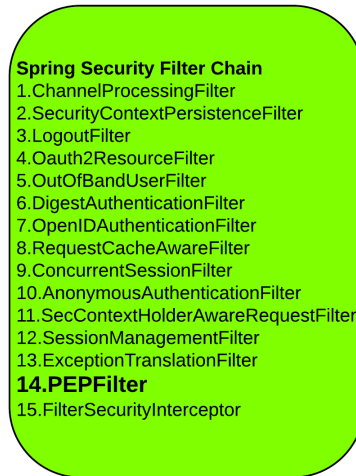 Spring Security Filter Chain
1.ChannelProcessingFilter
2.SecurityContextPersistenceFilter
3.LogoutFilter
4.Oauth2ResourceFilter
5.OutOfBandUserFilter
6.DigestAuthenticationFilter
7.OpenIDAuthenticationFilter
8.RequestCacheAwareFilter
9.ConcurrentSessionFilter
10.AnonymousAuthenticationFilter
11.SecContextHolderAwareRequestFilter
12.SessionManagementFilter
13.ExceptionTranslationFilter
14.PEPFilter
15.FilterSecurityInterceptor